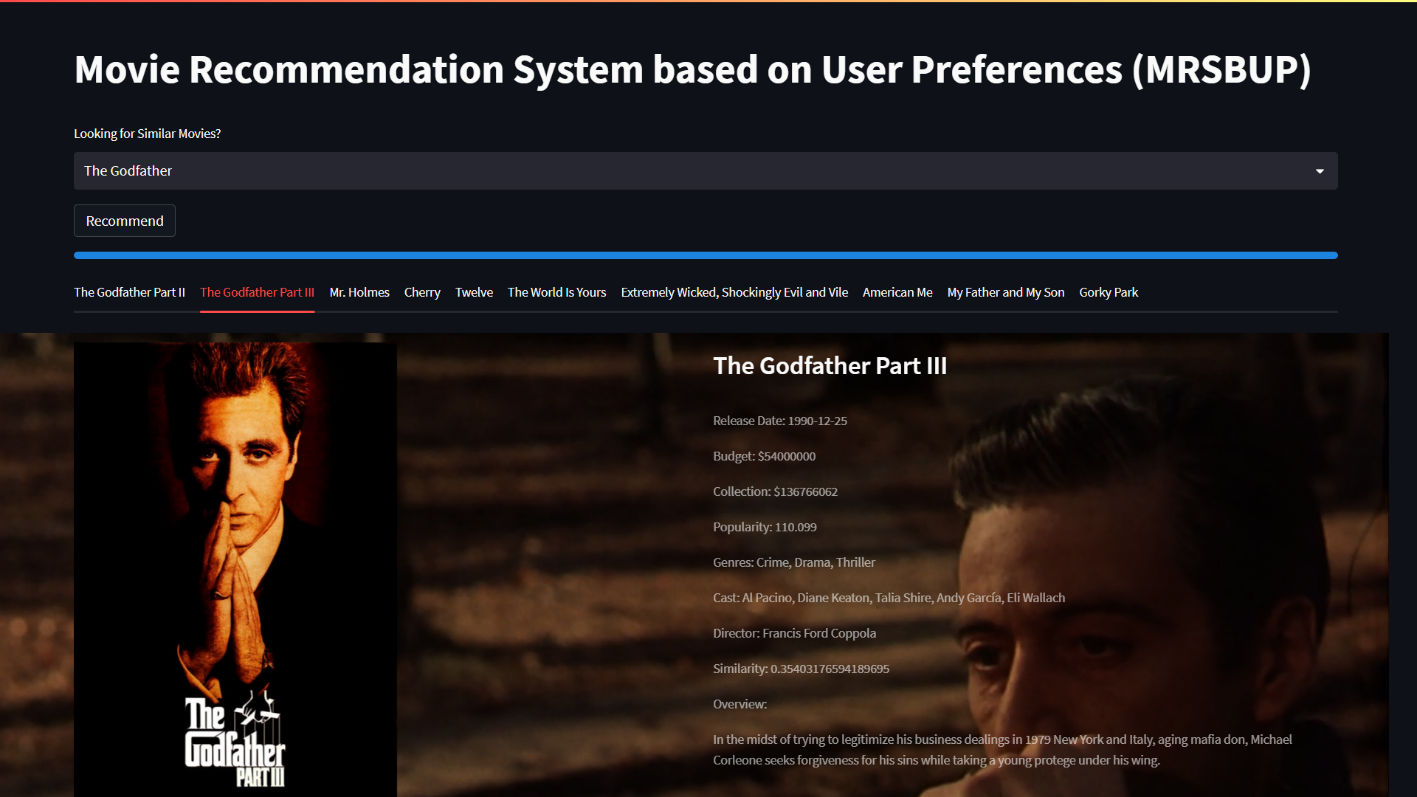 Movie Recommendation System based on User Preferences (MRSBUP)
Looking for Similar Movies?
The Godfather
Recommend
The Godfather Part II The Godfather Part III Mr. Holmes Cherry Twelve The World Is Yours Extremely Wicked, Shockingly Evil and Vile American Me My Father and My Son Gorky Park
The Godfather Part III
Release Date: 1990-12-25
Budget: $54000000
Collection: $136766062
Popularity: 110.099
Genres: Crime, Drama, Thriller
Cast: Al Pacino, Diane Keaton, Talia Shire, Andy García, Eli Wallach
Director: Francis Ford Coppola
Similarity: 0.35403176594189695
Overview:
In the midst of trying to legitimize his business dealings in 1979 New York and Italy, aging mafia don, Michael
Corleone seeks forgiveness for his sins while taking a young protege under his wing.
The
Godfather
PART III